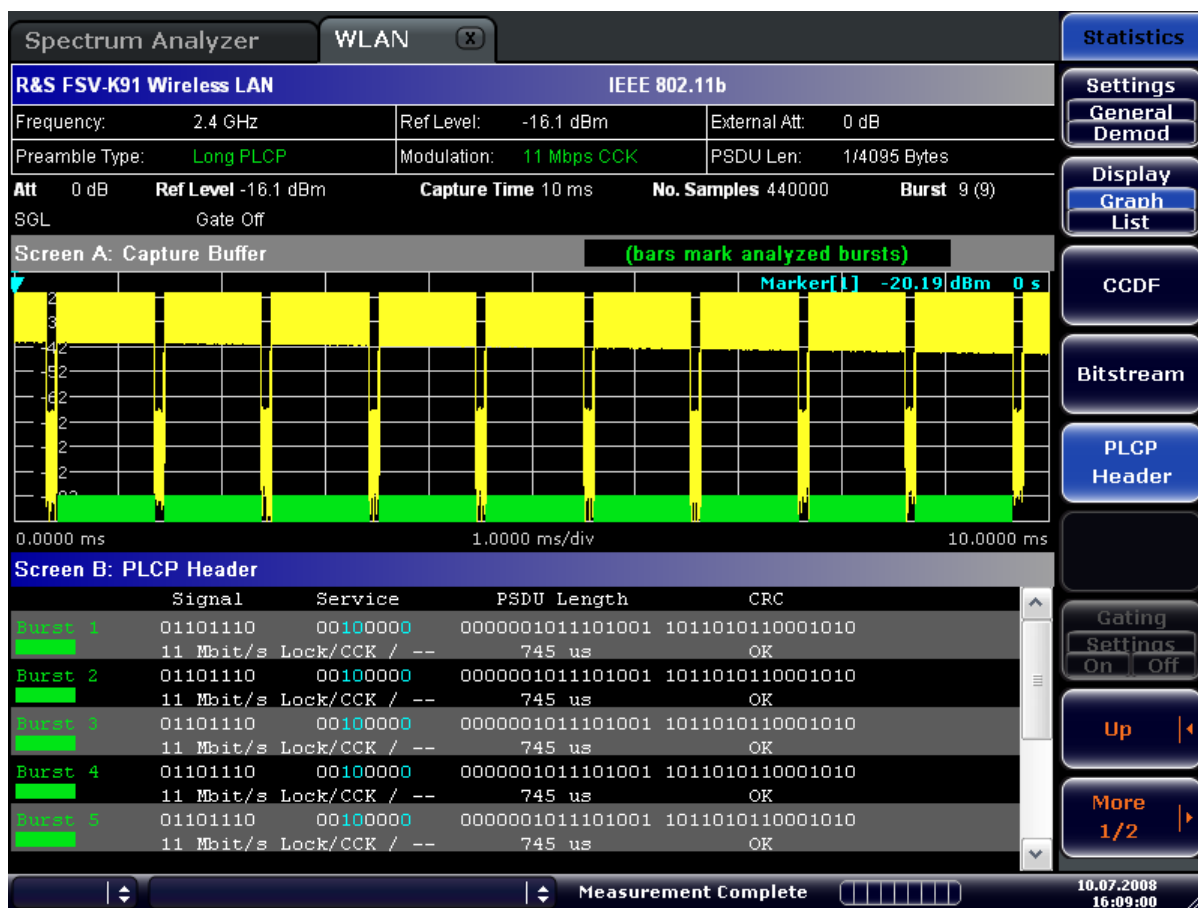 Spectrum Analyzer WLAN X
Statistics
R&S FSV-K91 Wireless LAN IEEE 802.11b
Frequency: 2.4 GHz Ref Level: -16.1 dBm External Att: 0 dB
Preamble Type: Long PLCP Modulation: 11 Mbps CCK PSDU Len: 1/4095 Bytes
Att 0 dB Ref Level -16.1 dBm Capture Time 10 ms No. Samples 440000 Burst 9 (9)
SGL Gate Off
Screen A: Capture Buffer (bars mark analyzed bursts)
Marker[1] -20.19 dBm 0 s
-42
-52
-62
0.0000 ms 1.0000 ms/div 10.0000 ms
Screen B: PLCP Header
Signal Service PSDU Length CRC
Burst 1 01101110 00100000 0000001011101001 1011010110001010
11 Mbit/s Lock/CCK / -- 745 us OK
Burst 2 01101110 00100000 0000001011101001 1011010110001010
11 Mbit/s Lock/CCK / -- 745 us OK
Burst 3 01101110 00100000 0000001011101001 1011010110001010
11 Mbit/s Lock/CCK / -- 745 us OK
Burst 4 01101110 00100000 0000001011101001 1011010110001010
11 Mbit/s Lock/CCK / -- 745 us OK
Burst 5 01101110 00100000 0000001011101001 1011010110001010
11 Mbit/s Lock/CCK / -- 745 us OK
Settings
General
Demod
Display
Graph
List
CCDF
Bitstream
PLCP
Header
Gating
Settings
On Off
Up
More
1/2
Measurement Complete
10.07.2008
16:09:00